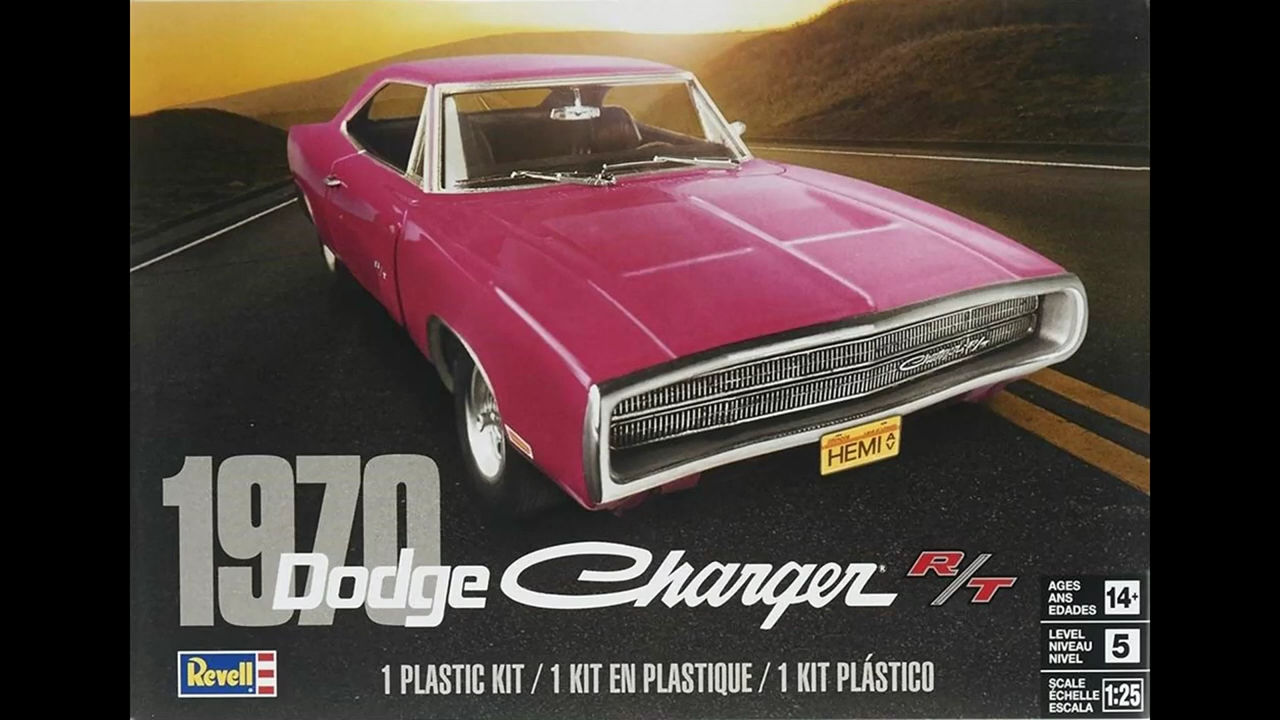 R/T
Charger R/T
HEMI
1970
Dodge Charger® R/T
Revell
1 PLASTIC KIT / 1 KIT EN PLASTIQUE / 1 KIT PLÁSTICO
AGES
ANS
EDADES
14+
LEVEL
NIVEAU
NIVEL
5
SCALE
ÉCHELLE
ESCALA
1:25